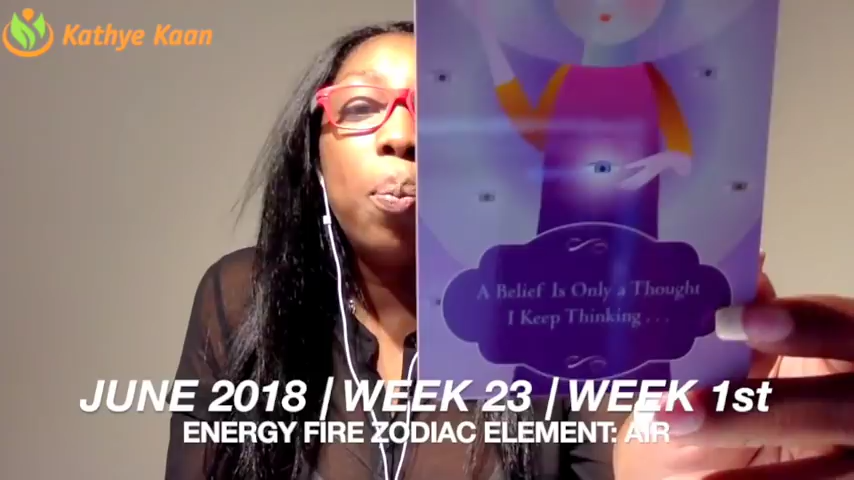 Kathye Kaan
A Belief Is Only a Thought
I Keep Thinking...
JUNE 2018 | WEEK 23 | WEEK 1st
ENERGY FIRE ZODIAC ELEMENT: AIR